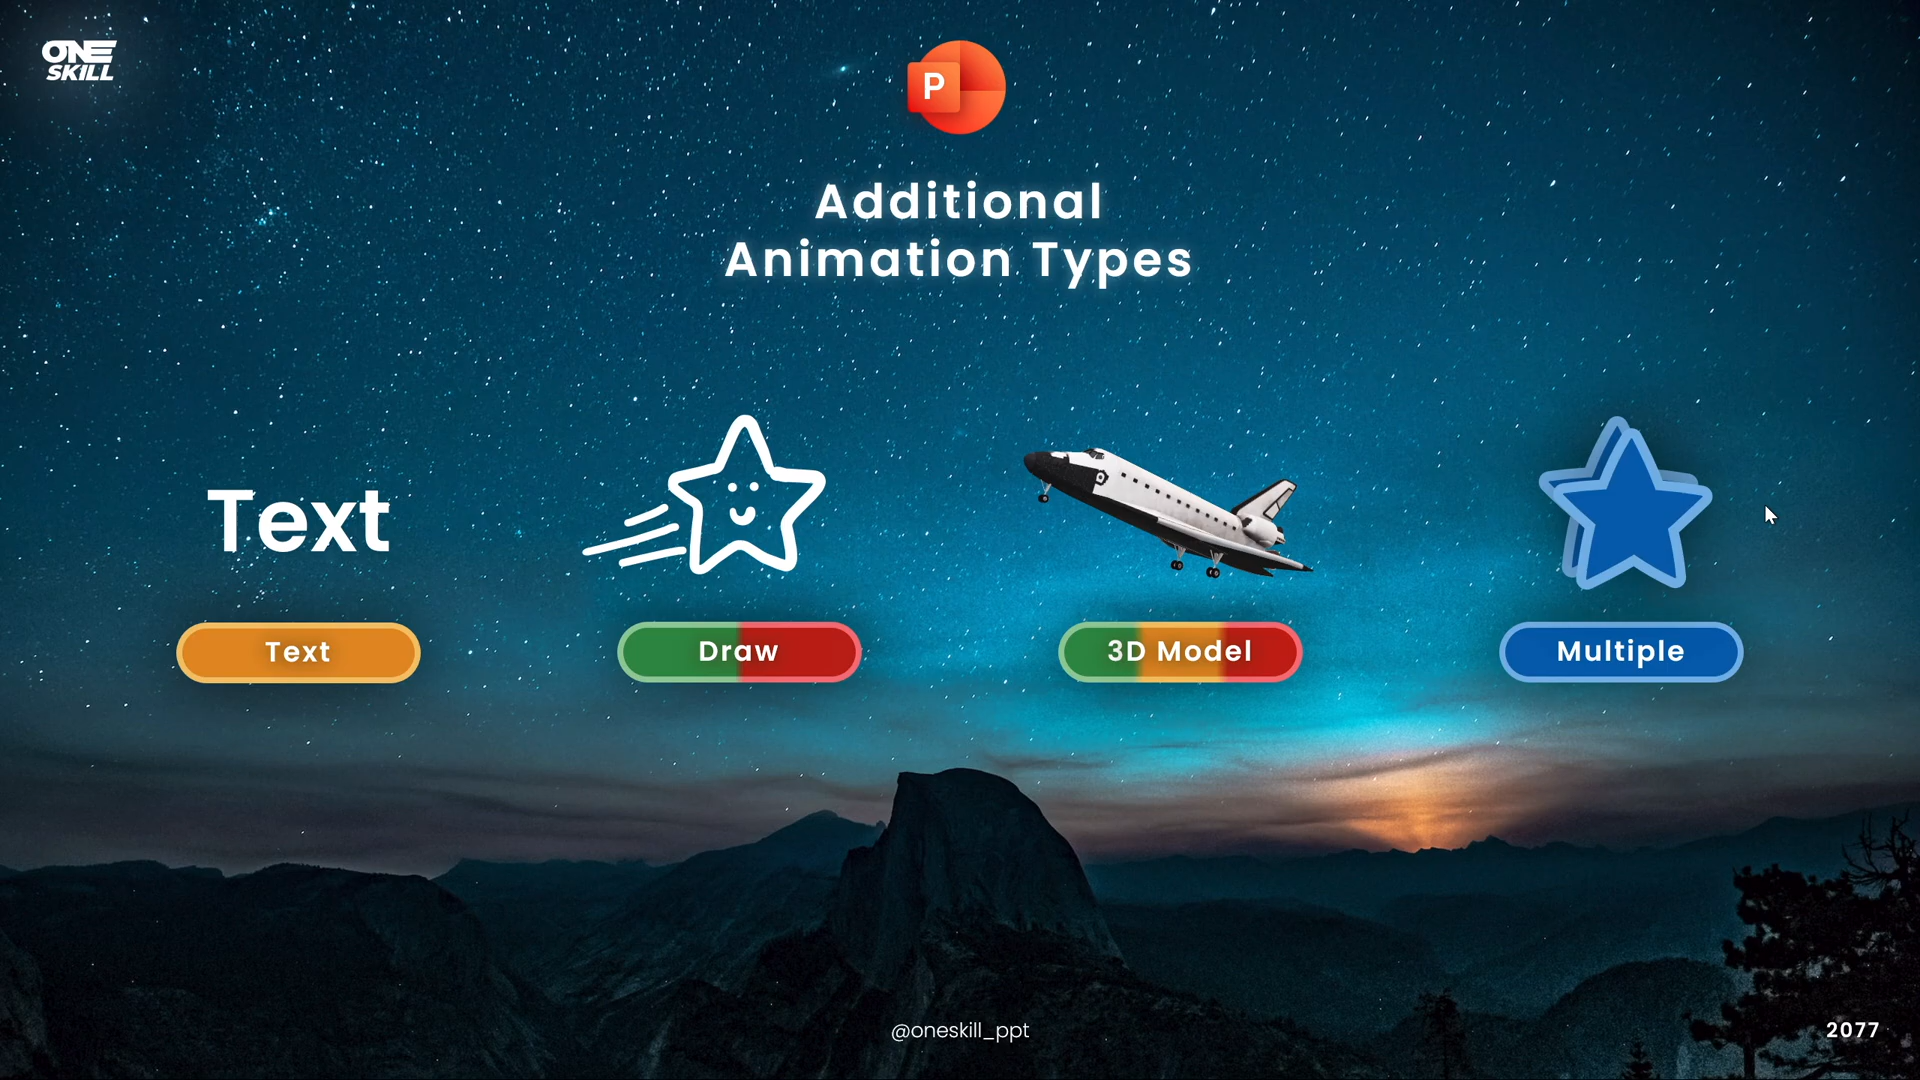 ONE
SKILL
P
Additional
Animation Types
Text
Text
Draw
3D Model
Multiple
@oneskill_ppt
2077